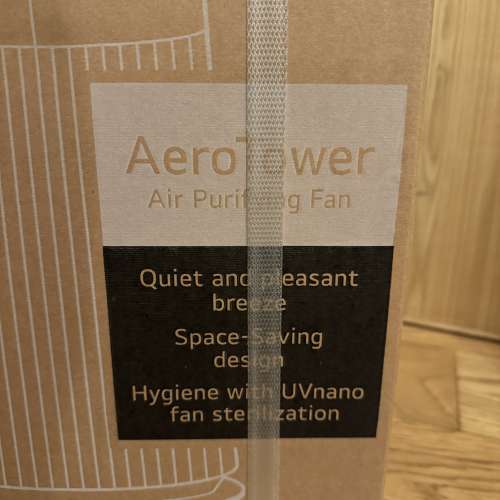 AeroTower
Air Purifying Fan
Quiet and pleasant
breeze
Space-Saving
design
Hygiene with UVnano
fan sterilization